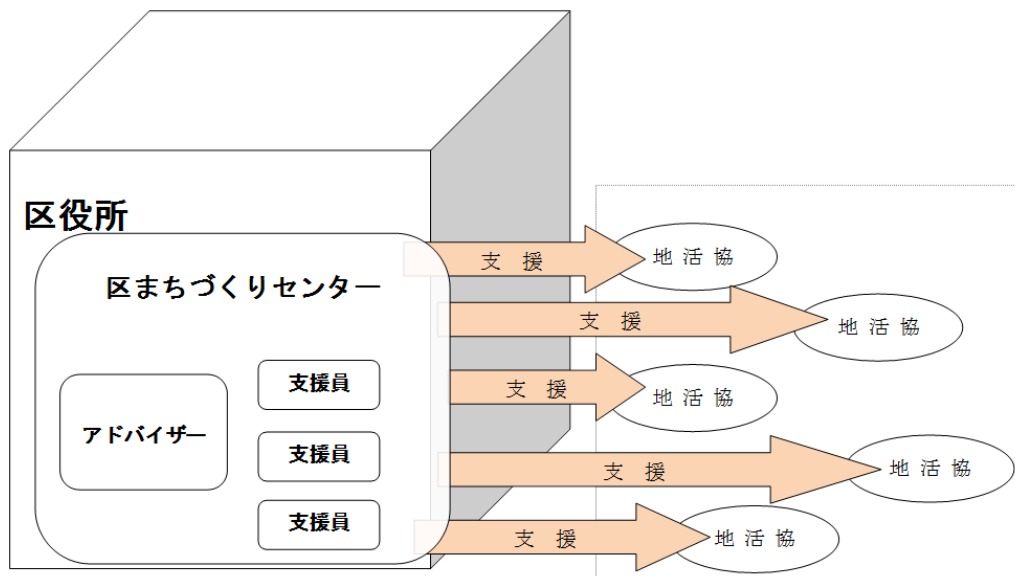 区役所
区まちづくりセンター
アドバイザー
支援員
支援員
支援員
支　援
地 活 協
支　援
地 活 協
支　援
地 活 協
支　援
地 活 協
支　援
地 活 協